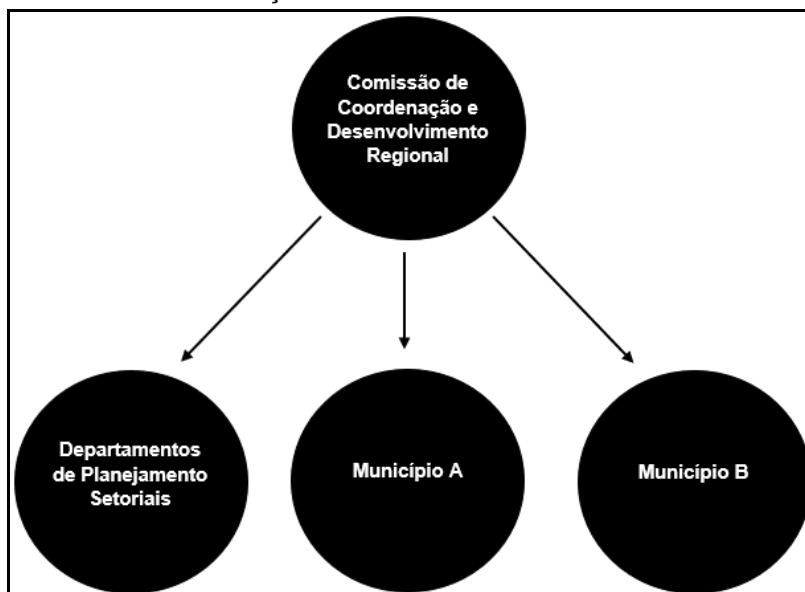 Comissão de
Coordenação e
Desenvolvimento
Regional
Departamentos
de Planejamento
Setoriais
Município A
Município B